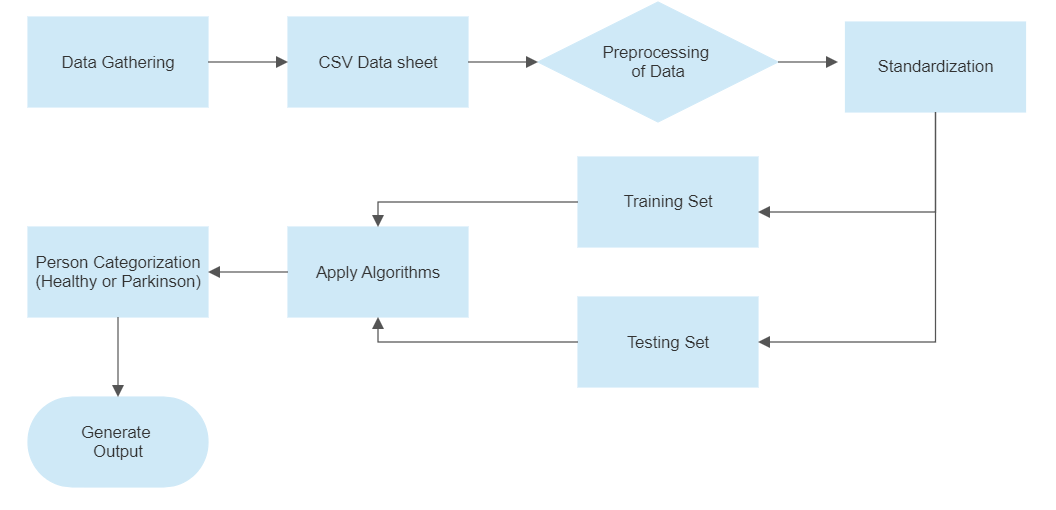 Data Gathering
CSV Data sheet
Preprocessing
of Data
Standardization
Training Set
Person Categorization
(Healthy or Parkinson)
Apply Algorithms
Testing Set
Generate
Output